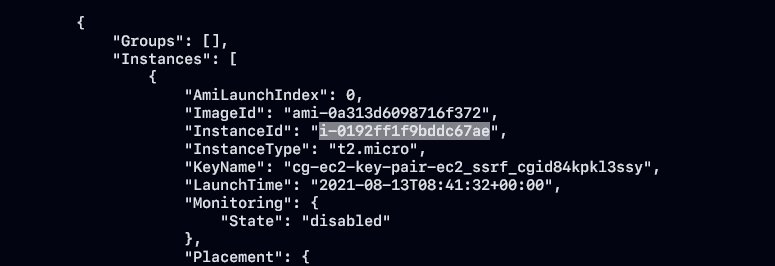 {
"Groups": [],
"Instances": [
{
"AmiLaunchIndex": 0,
"ImageId": "ami-0a313d6098716f372",
"InstanceId": "i-0192ff1f9bddc67ae",
"InstanceType": "t2.micro",
"KeyName": "cg-ec2-key-pair-ec2_ssrf_cgid84kpkl3ssy",
"LaunchTime": "2021-08-13T08:41:32+00:00",
"Monitoring": {
"State": "disabled"
},
"Placement": {